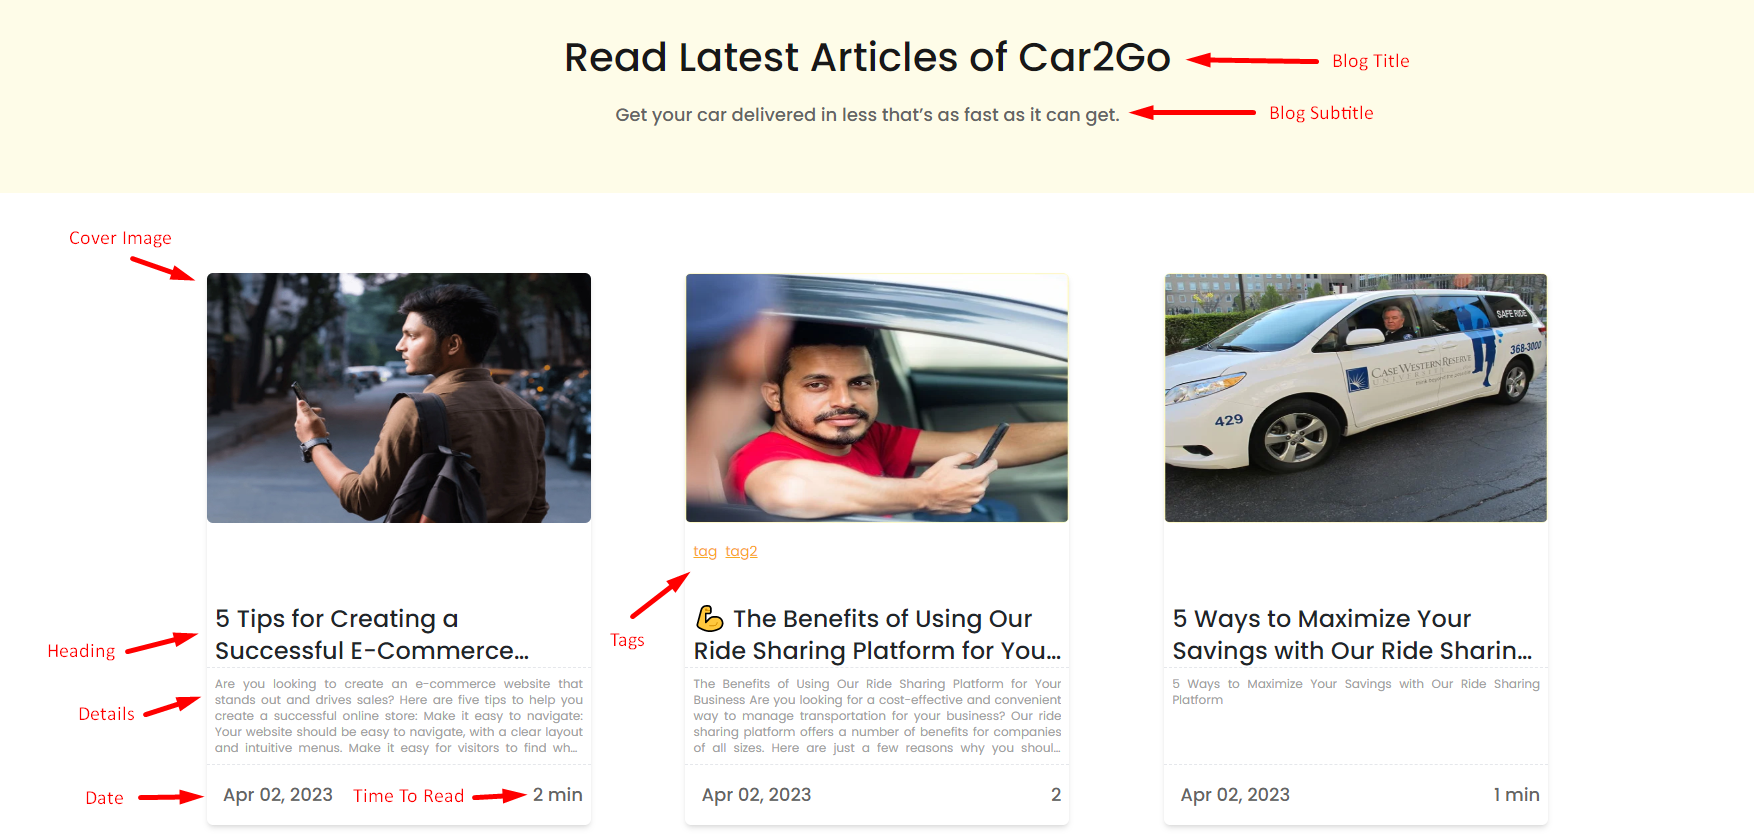 Read Latest Articles of Car2Go
Blog Title
Get your car delivered in less that’s as fast as it can get.
Blog Subtitle
Cover Image
SAFE RIDE
368-3000
CASE WESTERN RESERVE
UNIVERSITY
429
tag tag2
Tags
Heading
5 Tips for Creating a
Successful E-Commerce...
Details
Are you looking to create an e-commerce website that
stands out and drives sales? Here are five tips to help you
create a successful online store: Make it easy to navigate:
Your website should be easy to navigate, with a clear layout
and intuitive menus. Make it easy for visitors to find wh...
Date
Apr 02, 2023
Time To Read
2 min
💪 The Benefits of Using Our
Ride Sharing Platform for You...
The Benefits of Using Our Ride Sharing Platform for Your
Business Are you looking for a cost-effective and convenient
way to manage transportation for your business? Our ride
sharing platform offers a number of benefits for companies
of all sizes. Here are just a few reasons why you shoul...
Apr 02, 2023
2
5 Ways to Maximize Your
Savings with Our Ride Sharin...
5 Ways to Maximize Your Savings with Our Ride Sharing
Platform
Apr 02, 2023
1 min